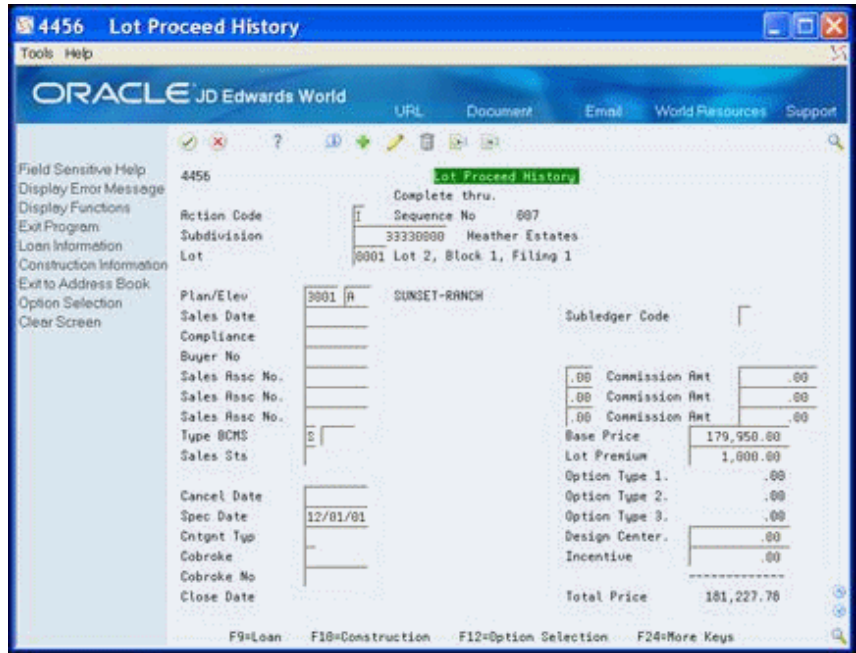 4456 Lot Proceed History
Tools Help
ORACLE JD Edwards World
URL Document Email World Resources Support
?
Field Sensitive Help
Display Error Message
Display Functions
Exit Program
Loan Information
Construction Information
Exit to Address Book
Option Selection
Clear Screen
4456 Lot Proceed History
Complete thru.
Action Code I Sequence No 007
Subdivision 33330000 Heather Estates
Lot 0001 Lot 2, Block 1, Filing 1
Plan/Elev 3001 A SUNSET-RANCH
Sales Date Subledger Code
Compliance
Buyer No
Sales Assc No. .00 Commission Amt .00
Sales Assc No. .00 Commission Amt .00
Sales Assc No. .00 Commission Amt .00
Type BCMS S Base Price 179,950.00
Sales Sts Lot Premium 1,000.00
Option Type 1. .00
Cancel Date Option Type 2. .00
Spec Date 12/01/01 Option Type 3. .00
Cntgnt Typ Design Center. .00
Cobroke Incentive .00
Cobroke No -------------
Close Date Total Price 181,227.78
F9=Loan F10=Construction F12=Option Selection F24=More Keys